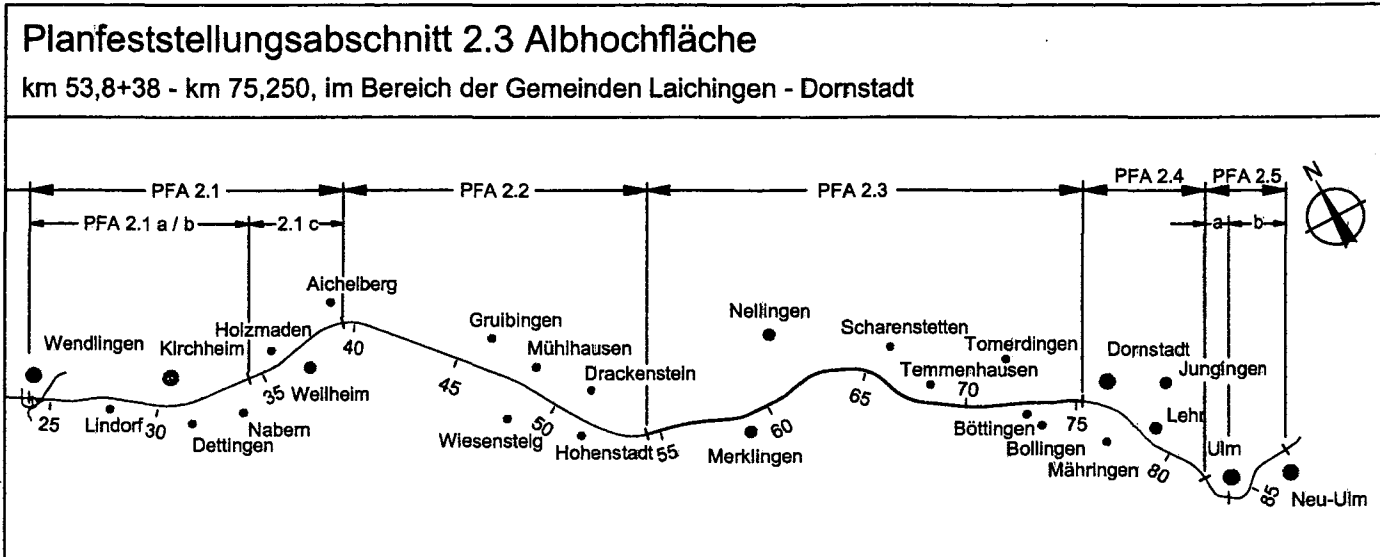 Planfeststellungsabschnitt 2.3 Albhochfläche
km 53,8+38 - km 75,250, im Bereich der Gemeinden Laichingen - Dornstadt
PFA 2.1
PFA 2.2
PFA 2.3
PFA 2.4
PFA 2.5
N
PFA 2.1 a / b
2.1 c
a
b
Aichelberg
Wendlingen
Holzmaden
Kirchheim
Weilheim
Gruibingen
Mühlhausen
Drackenstein
Nellingen
Scharenstetten
Tomerdingen
Temmenhausen
Dornstadt
Jungingen
40
45
35
65
70
25
Lindorf
30
Dettingen
Nabern
Wiesensteig
50
Hohenstadt
55
Merklingen
60
Böttingen
Bollingen
Mähringen
75
Lehr
80
Ulm
85
Neu-Ulm